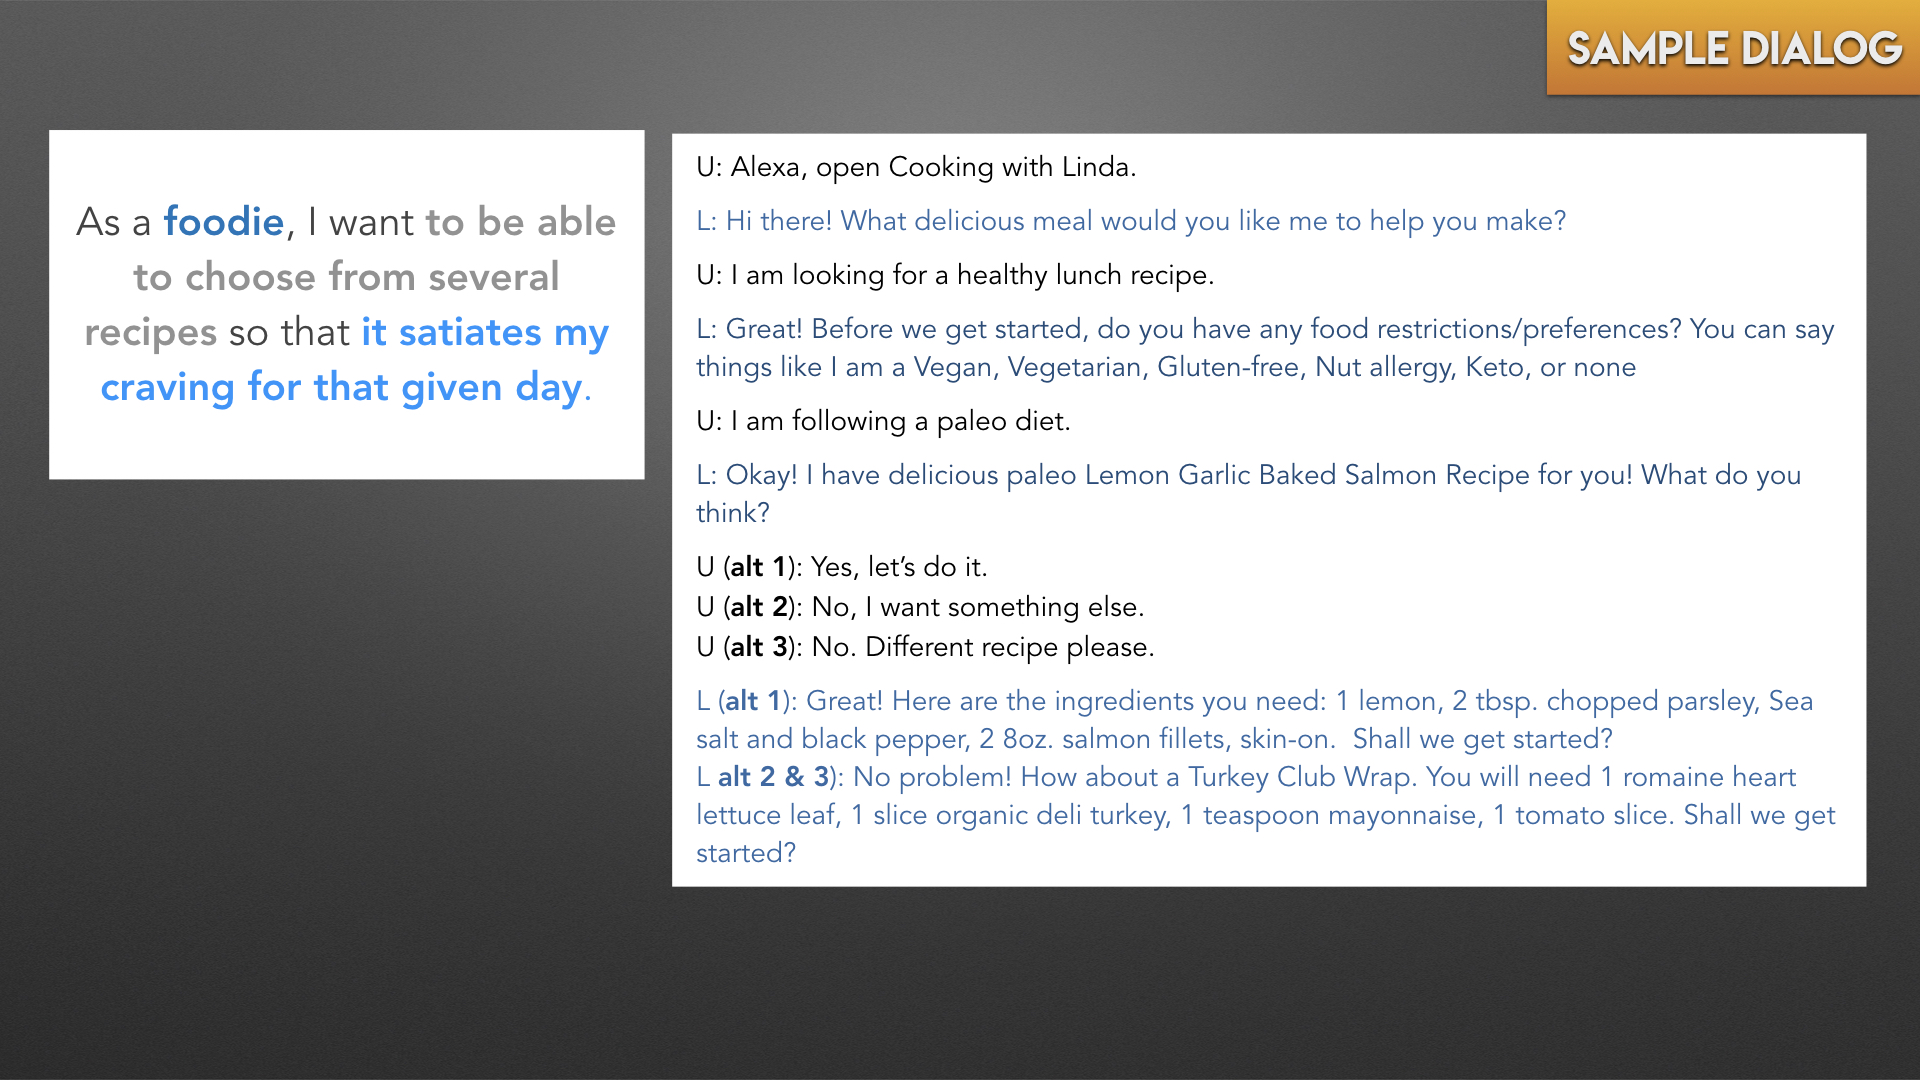 SAMPLE DIALOG
As a foodie, I want to be able
to choose from several
recipes so that it satiates my
craving for that given day.
U: Alexa, open Cooking with Linda.
L: Hi there! What delicious meal would you like me to help you make?
U: I am looking for a healthy lunch recipe.
L: Great! Before we get started, do you have any food restrictions/preferences? You can say
things like I am a Vegan, Vegetarian, Gluten-free, Nut allergy, Keto, or none
U: I am following a paleo diet.
L: Okay! I have delicious paleo Lemon Garlic Baked Salmon Recipe for you! What do you
think?
U (alt 1): Yes, let’s do it.
U (alt 2): No, I want something else.
U (alt 3): No. Different recipe please.
L (alt 1): Great! Here are the ingredients you need: 1 lemon, 2 tbsp. chopped parsley, Sea
salt and black pepper, 2 8oz. salmon fillets, skin-on.  Shall we get started?
L alt 2 & 3): No problem! How about a Turkey Club Wrap. You will need 1 romaine heart
lettuce leaf, 1 slice organic deli turkey, 1 teaspoon mayonnaise, 1 tomato slice. Shall we get
started?